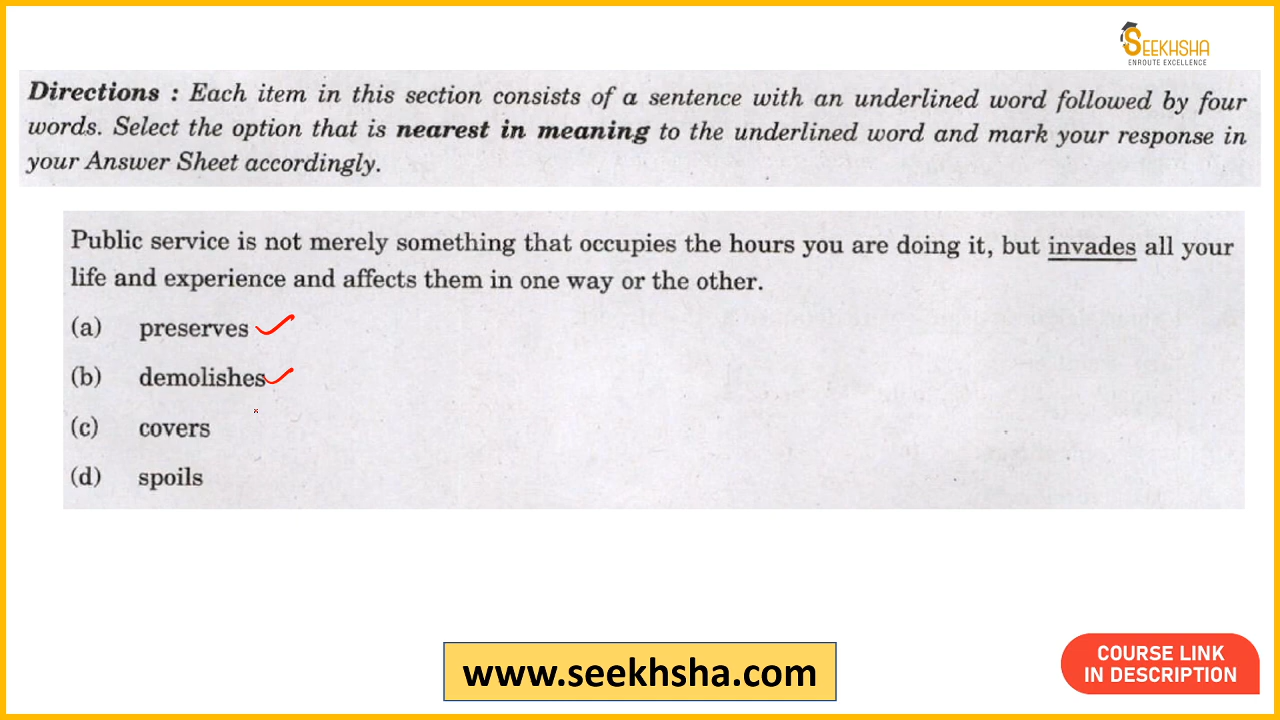 SEEKHSHA
ENROUTE EXCELLENCE
Directions : Each item in this section consists of a sentence with an underlined word followed by four
words. Select the option that is nearest in meaning to the underlined word and mark your response in
your Answer Sheet accordingly.
Public service is not merely something that occupies the hours you are doing it, but invades all your
life and experience and affects them in one way or the other.
(a) preserves
(b) demolishes
(c) covers
(d) spoils
www.seekhsha.com
COURSE LINK
IN DESCRIPTION